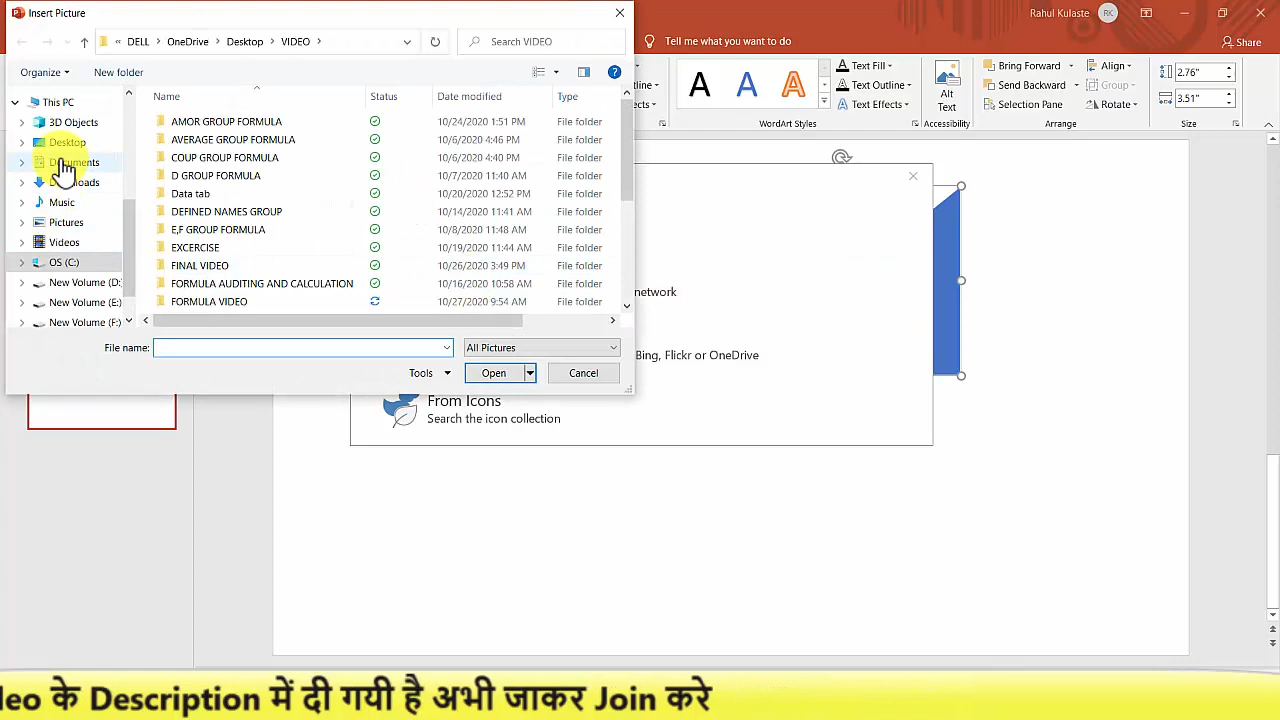 Insert Picture
Rahul Kulaste RK
« DELL > OneDrive > Desktop > VIDEO >
Search VIDEO
Tell me what you want to do
Share
Organize
New folder
Text Fill
Text Outline
Text Effects
WordArt Styles
Alt
Text
Accessibility
Bring Forward
Send Backward
Selection Pane
Align
Group
Rotate
Arrange
2.76"
3.51"
Size
Name Status Date modified Type
This PC
3D Objects
Desktop
Documents
Downloads
Music
Pictures
Videos
OS (C:)
New Volume (D:
New Volume (E:)
New Volume (F:)
AMOR GROUP FORMULA 10/24/2020 1:51 PM File folder
AVERAGE GROUP FORMULA 10/6/2020 4:46 PM File folder
COUP GROUP FORMULA 10/6/2020 4:40 PM File folder
D GROUP FORMULA 10/7/2020 11:40 AM File folder
Data tab 10/20/2020 12:52 PM File folder
DEFINED NAMES GROUP 10/14/2020 11:41 AM File folder
E,F GROUP FORMULA 10/8/2020 11:48 AM File folder
EXCERCISE 10/19/2020 11:44 AM File folder
FINAL VIDEO 10/26/2020 3:49 PM File folder
FORMULA AUDITING AND CALCULATION 10/16/2020 10:58 AM File folder
FORMULA VIDEO 10/27/2020 9:54 AM File folder
File name:
All Pictures
Tools
Open
Cancel
network
Bing, Flickr or OneDrive
From Icons
Search the icon collection
deo के Description में दी गयी है अभी जाकर Join करे